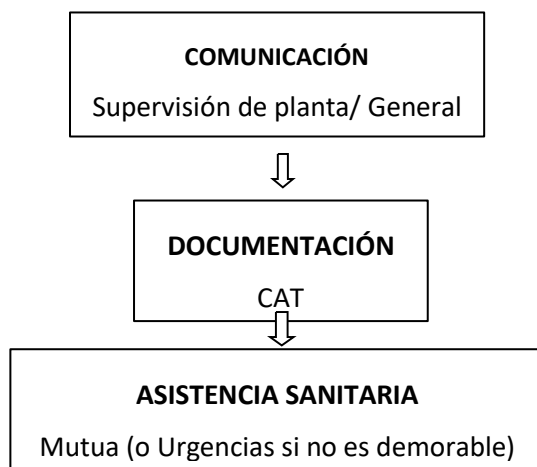 COMUNICACIÓN
Supervisión de planta/ General
DOCUMENTACIÓN
CAT
ASISTENCIA SANITARIA
Mutua (o Urgencias si no es demorable)